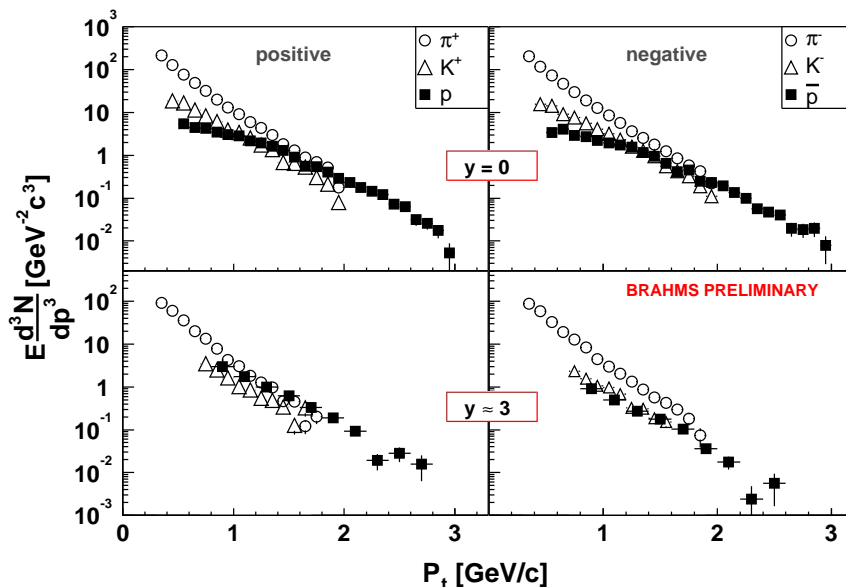 E d³N/dp³ [GeV⁻²c³]
10³
10²
10
1
10⁻¹
10⁻²
positive
π⁺
K⁺
p
negative
π⁻
K⁻
p̅
y = 0
10²
10
1
10⁻¹
10⁻²
10⁻³
BRAHMS PRELIMINARY
y ≈ 3
0 1 2 3 1 2 3
Pₜ [GeV/c]